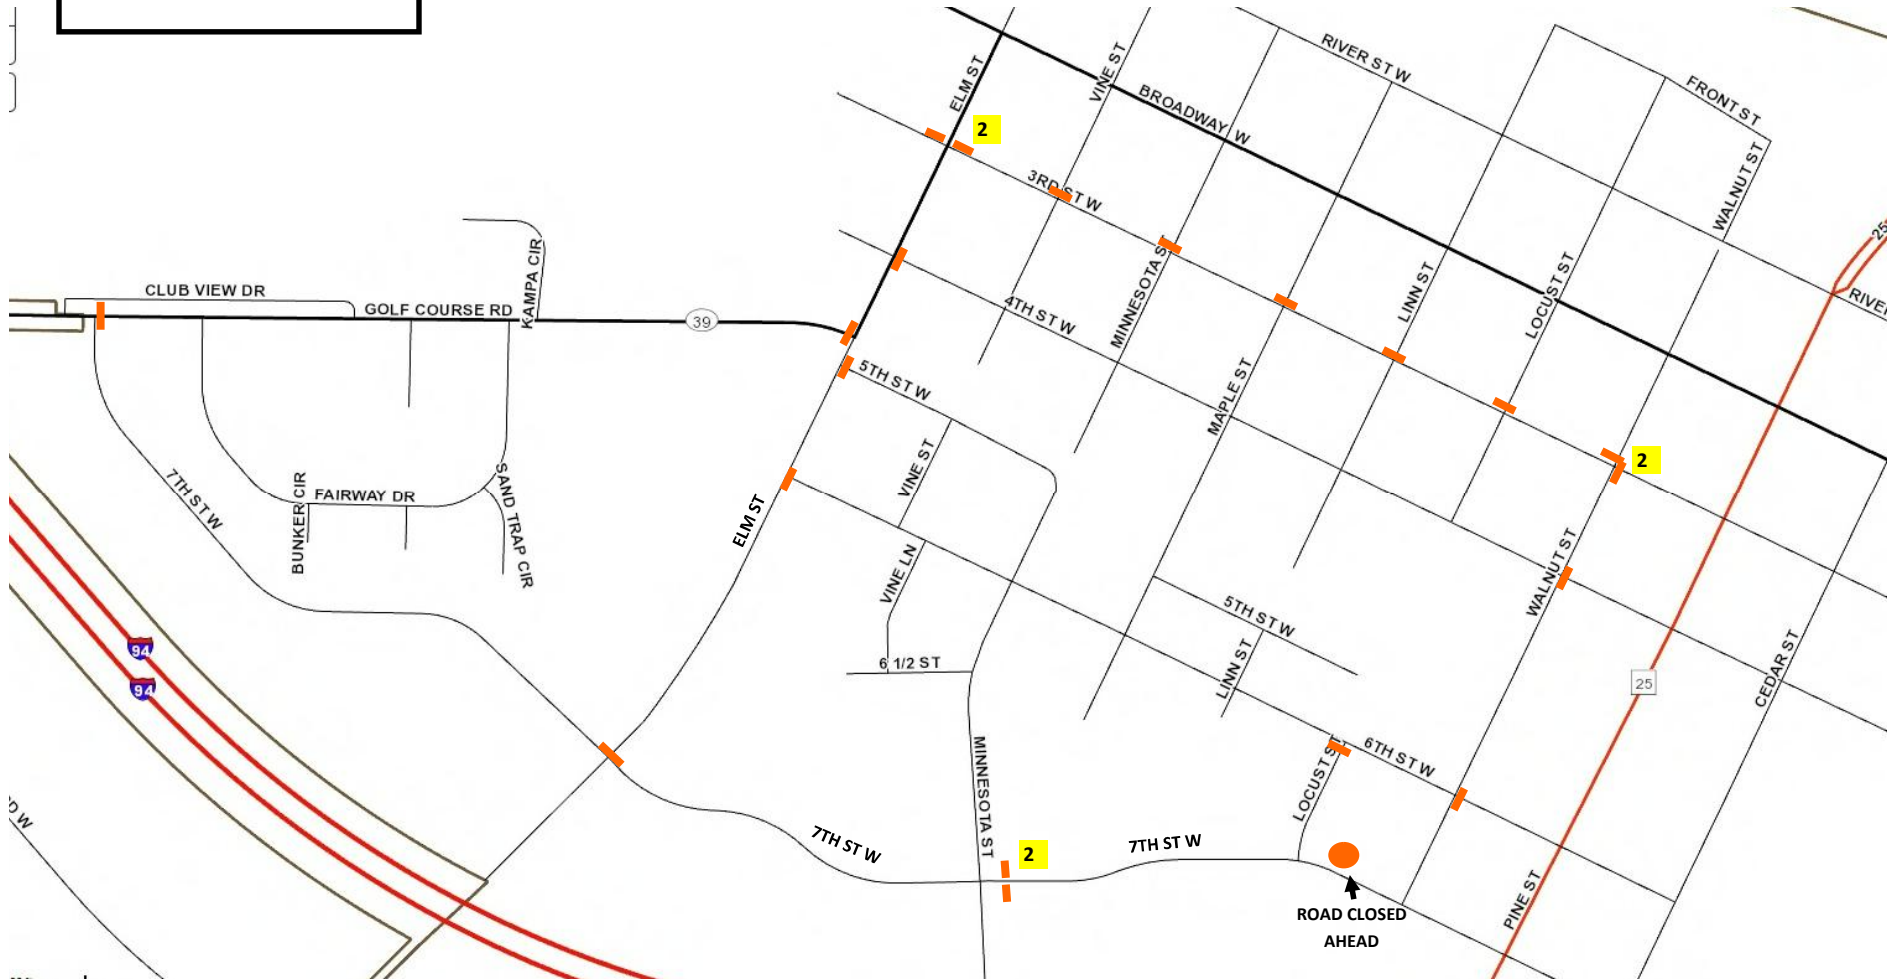 RIVER ST W
FRONT ST
VINE ST
ELM ST
BROADWAY W
2
WALNUT ST
3RD ST W
25
KAMPA CIR
MINNESOTA S
LINN ST
LOCUST ST
CLUB VIEW DR
GOLF COURSE RD
39
4TH ST W
RIVE
5TH ST W
MAPLE ST
VINE ST
2
7TH ST W
BUNKER CIR
FAIRWAY DR
SAND TRAP CIR
ELM ST
VINE LN
WALNUT ST
5TH ST W
94
94
6 1/2 ST
LINN ST
25
CEDAR ST
MINNESOTA ST
LOCUST ST
6TH ST W
D W
7TH ST W
2
7TH ST W
PINE ST
ROAD CLOSED
AHEAD